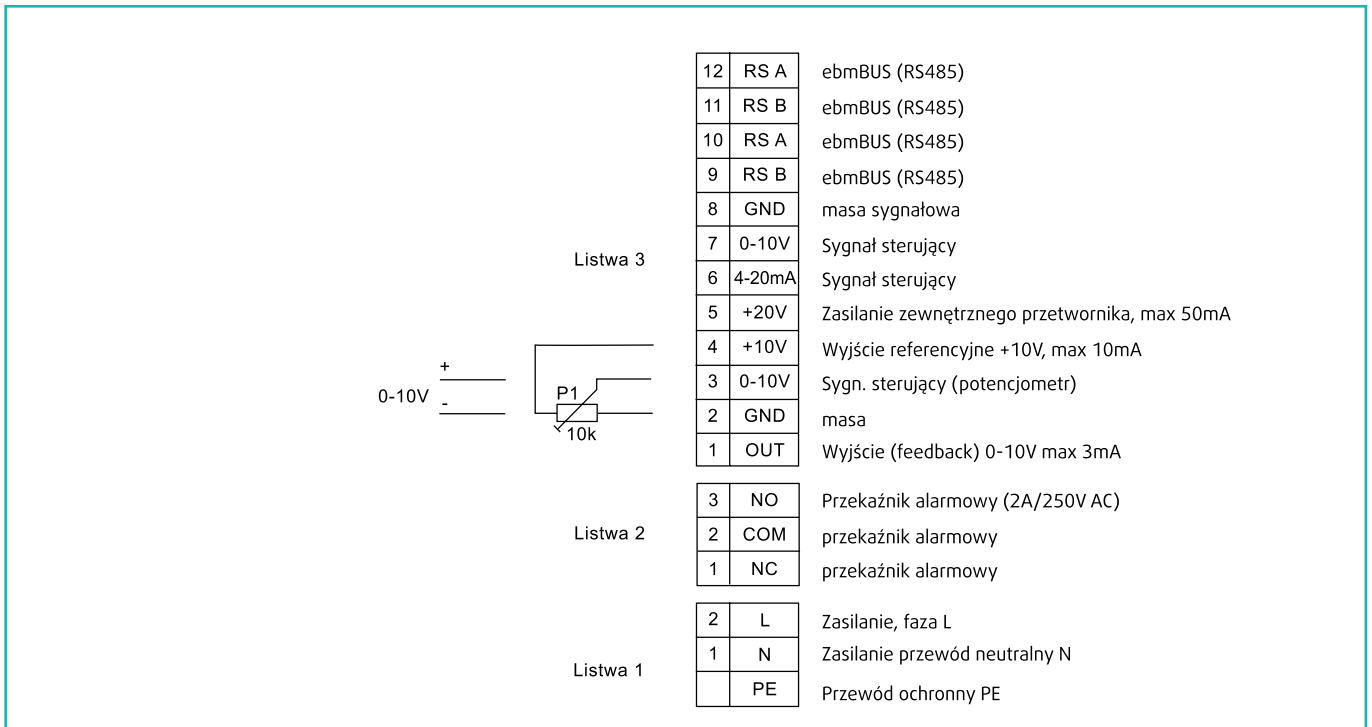 12 RS A ebmBUS (RS485)
11 RS B ebmBUS (RS485)
10 RS A ebmBUS (RS485)
9 RS B ebmBUS (RS485)
8 GND masa sygnałowa
Listwa 3
7 0-10V Sygnał sterujący
6 4-20mA Sygnał sterujący
5 +20V Zasilanie zewnętrznego przetwornika, max 50mA
4 +10V Wyjście referencyjne +10V, max 10mA
+
0-10V
-
P1
10k
3 0-10V Sygn. sterujący (potencjometr)
2 GND masa
1 OUT Wyjście (feedback) 0-10V max 3mA
Listwa 2
3 NO Przekaźnik alarmowy (2A/250V AC)
2 COM przekaźnik alarmowy
1 NC przekaźnik alarmowy
Listwa 1
2 L Zasilanie, faza L
1 N Zasilanie przewód neutralny N
PE Przewód ochronny PE